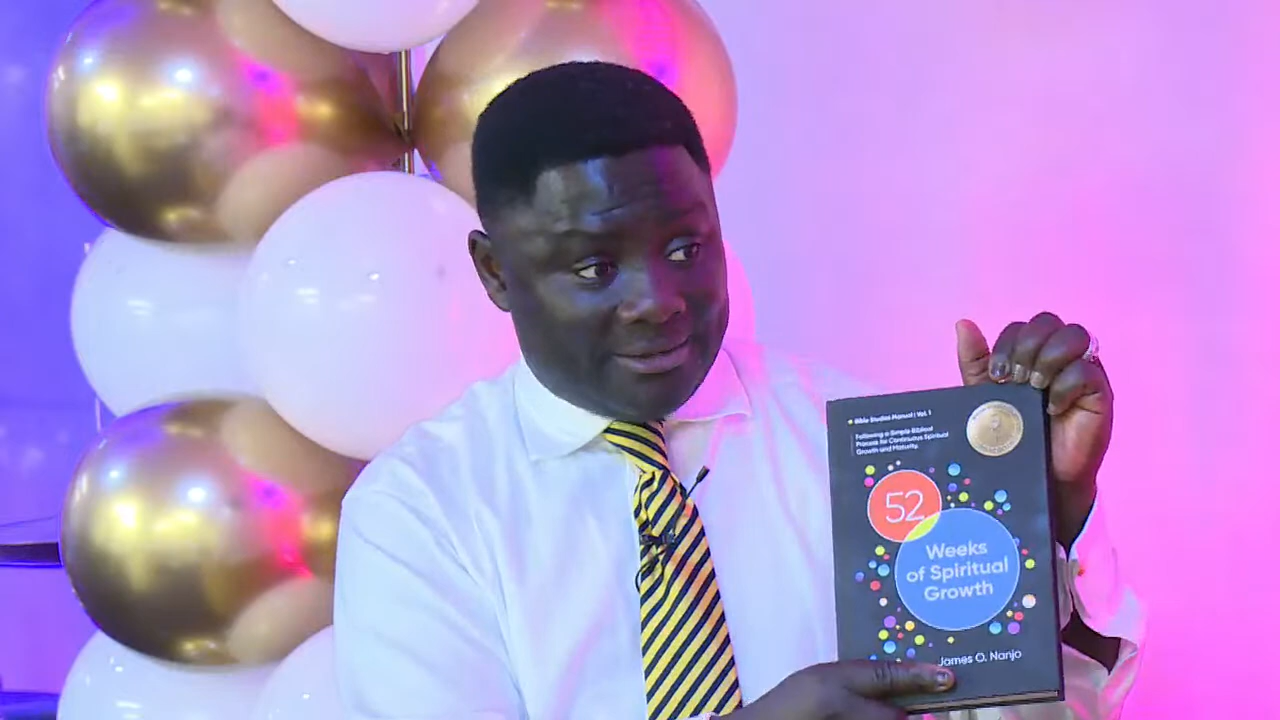 Bible Studies Manual | Vol. 1
Following a Simple Biblical
Process for Continuous Spiritual
Growth and Maturity.
52
Weeks
of Spiritual
Growth
James O. Nanjo